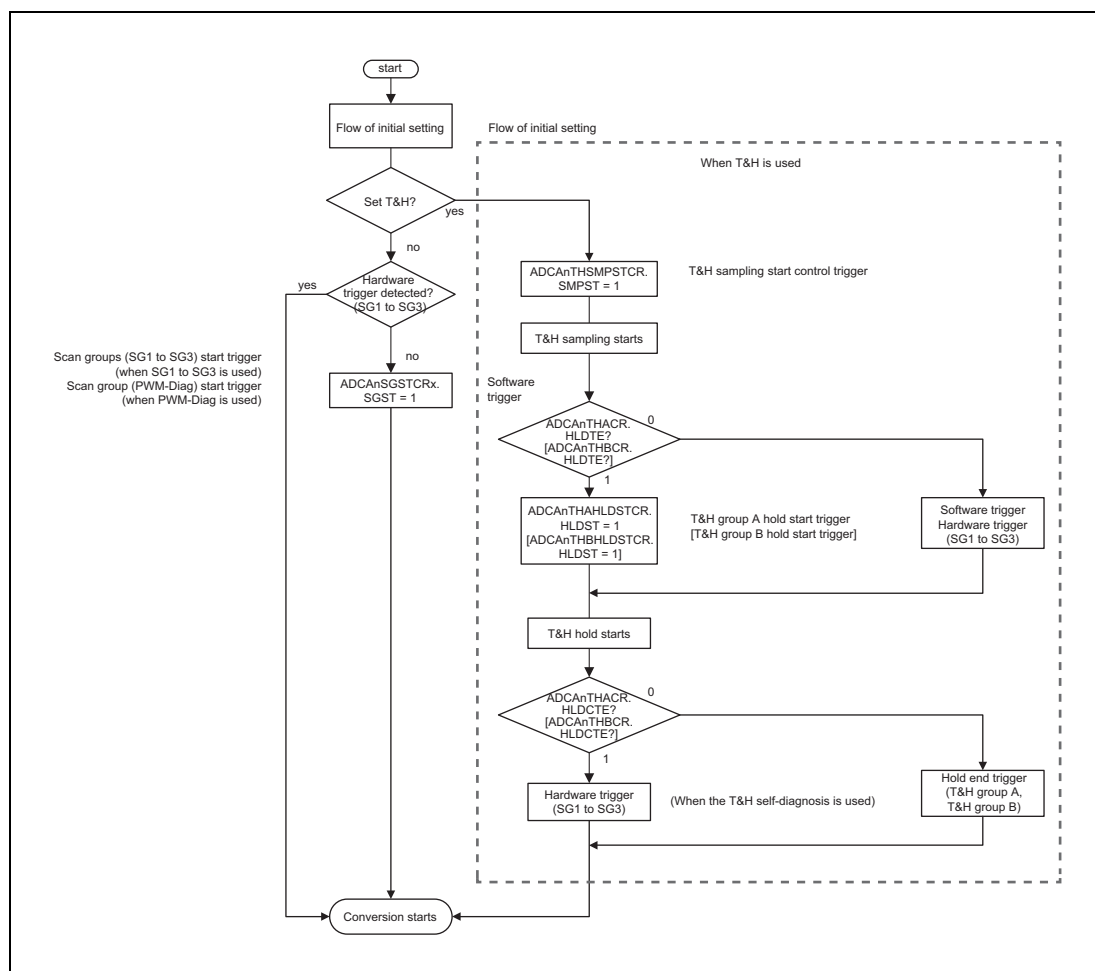 start
Flow of initial setting
Flow of initial setting
When T&H is used
Set T&H?
yes
no
ADCAnTHSMPSTCR.
SMPST = 1
T&H sampling start control trigger
Hardware
trigger detected?
(SG1 to SG3)
yes
no
T&H sampling starts
Scan groups (SG1 to SG3) start trigger
(when SG1 to SG3 is used)
Scan group (PWM-Diag) start trigger
(when PWM-Diag is used)
ADCAnSGSTCRx.
SGST = 1
Software
trigger
ADCAnTHACR.
HLDTE?
[ADCAnTHBCR.
HLDTE?]
0
1
ADCAnTHAHLDSTCR.
HLDST = 1
[ADCAnTHBHLDSTCR.
HLDST = 1]
T&H group A hold start trigger
[T&H group B hold start trigger]
Software trigger
Hardware trigger
(SG1 to SG3)
T&H hold starts
ADCAnTHACR.
HLDCTE?
[ADCAnTHBCR.
HLDCTE?]
0
1
Hardware trigger
(SG1 to SG3)
(When the T&H self-diagnosis is used)
Hold end trigger
(T&H group A,
T&H group B)
Conversion starts